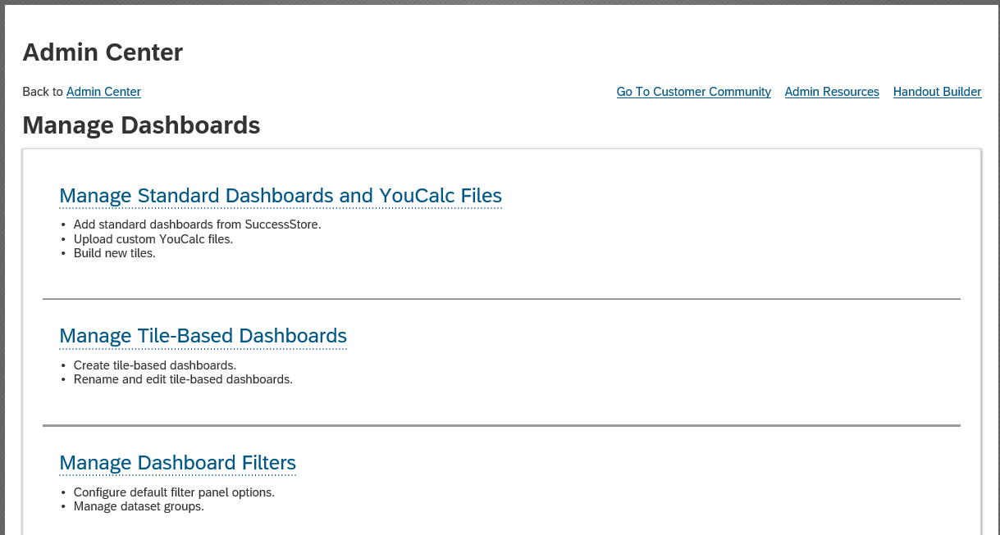 Admin Center
Back to Admin Center
Go To Customer Community Admin Resources Handout Builder
Manage Dashboards
Manage Standard Dashboards and YouCalc Files
• Add standard dashboards from SuccessStore.
• Upload custom YouCalc files.
• Build new tiles.
Manage Tile-Based Dashboards
• Create tile-based dashboards.
• Rename and edit tile-based dashboards.
Manage Dashboard Filters
• Configure default filter panel options.
• Manage dataset groups.